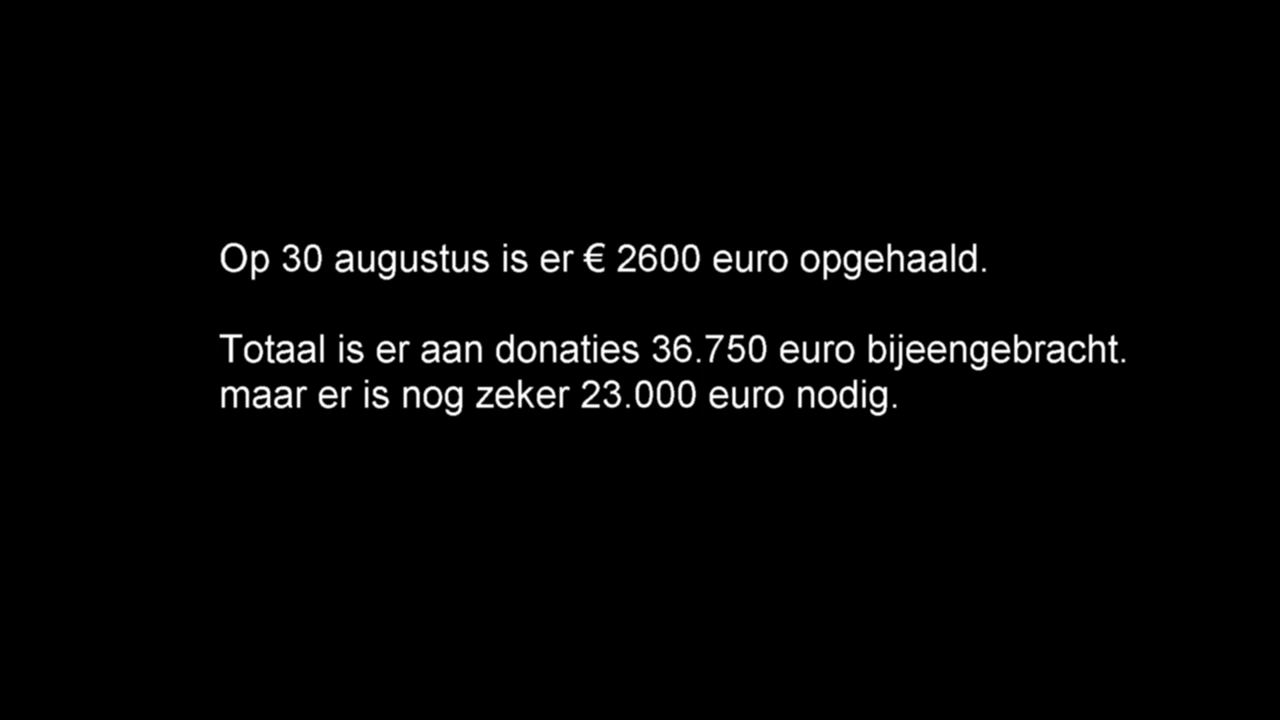 Op 30 augustus is er € 2600 euro opgehaald.
Totaal is er aan donaties 36.750 euro bijeengebracht.
maar er is nog zeker 23.000 euro nodig.